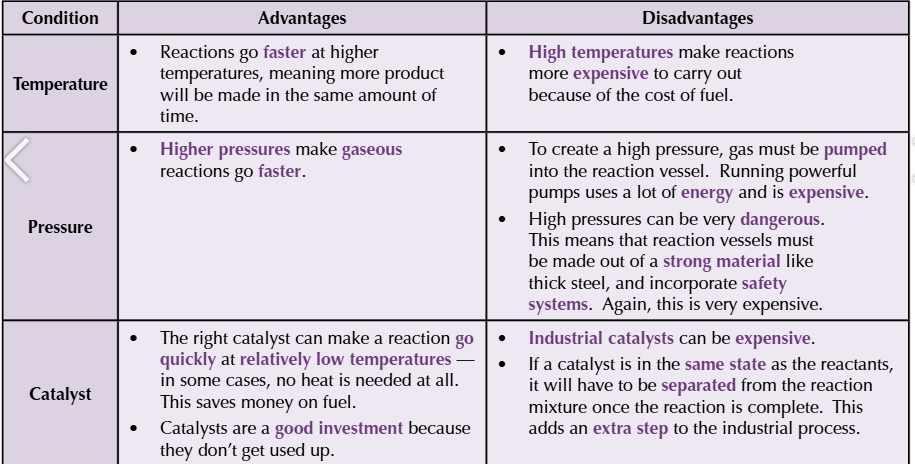 Condition
Advantages
Disadvantages
Temperature
• Reactions go faster at higher
temperatures, meaning more product
will be made in the same amount of
time.
• High temperatures make reactions
more expensive to carry out
because of the cost of fuel.
Pressure
• Higher pressures make gaseous
reactions go faster.
• To create a high pressure, gas must be pumped
into the reaction vessel. Running powerful
pumps uses a lot of energy and is expensive.
• High pressures can be very dangerous.
This means that reaction vessels must
be made out of a strong material like
thick steel, and incorporate safety
systems. Again, this is very expensive.
Catalyst
• The right catalyst can make a reaction go
quickly at relatively low temperatures —
in some cases, no heat is needed at all.
This saves money on fuel.
• Catalysts are a good investment because
they don't get used up.
• Industrial catalysts can be expensive.
• If a catalyst is in the same state as the reactants,
it will have to be separated from the reaction
mixture once the reaction is complete. This
adds an extra step to the industrial process.